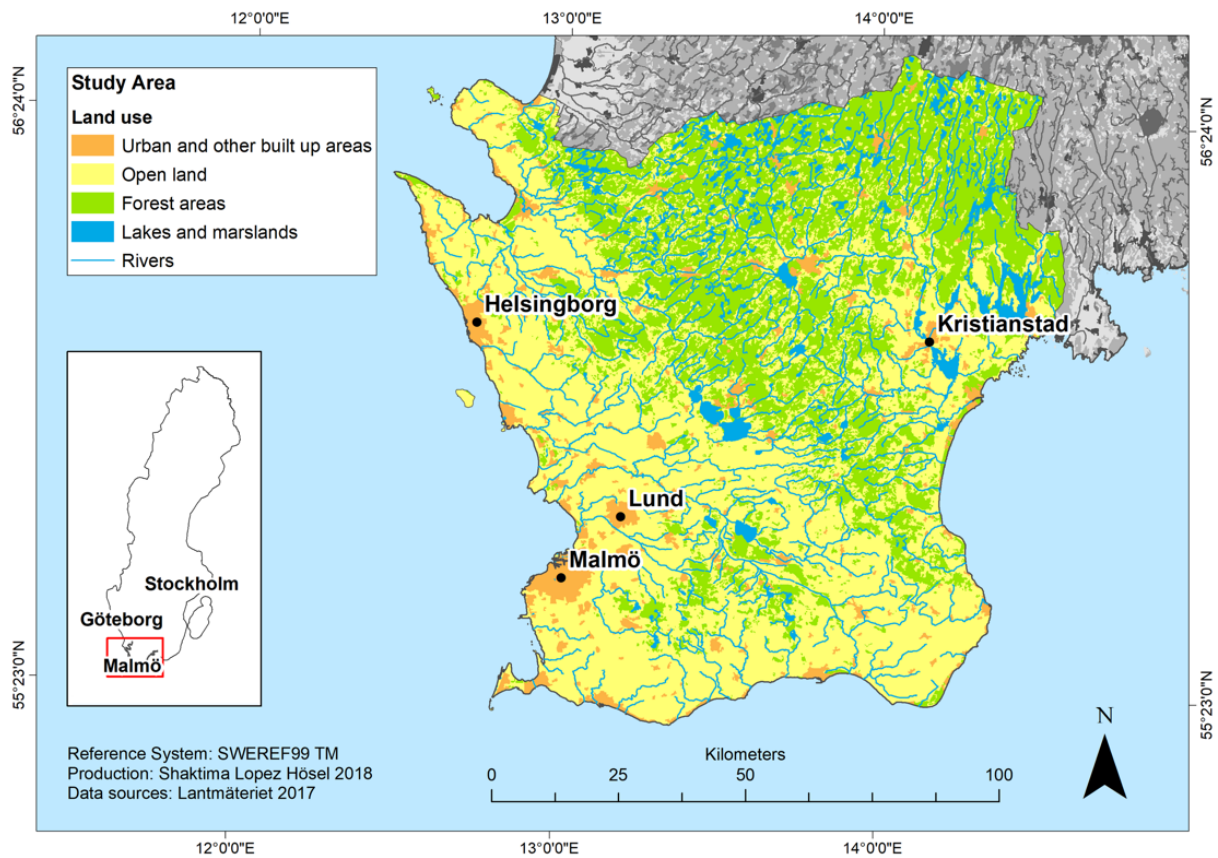 12°0'0"E 13°0'0"E 14°0'0"E
56°24'0"N
56°24'0"N
Study Area
Land use
Urban and other built up areas
Open land
Forest areas
Lakes and marslands
Rivers
Helsingborg
Kristianstad
Lund
Malmö
Stockholm
Göteborg
Malmö
55°23'0"N
55°23'0"N
Reference System: SWEREF99 TM
Production: Shaktima Lopez Hösel 2018
Data sources: Lantmäteriet 2017
Kilometers
0 25 50 100
N
12°0'0"E 13°0'0"E 14°0'0"E